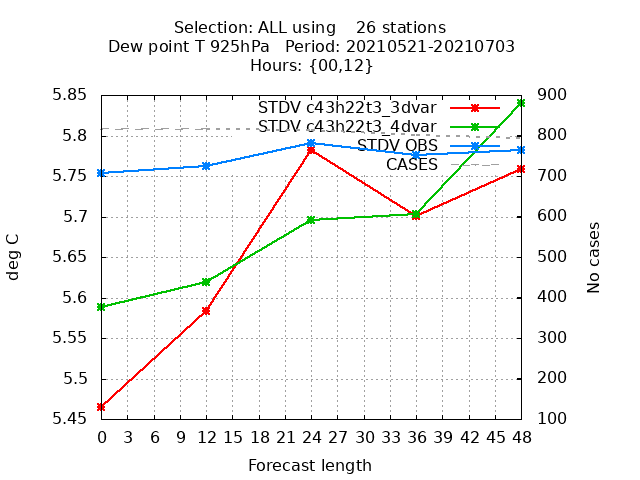 Selection: ALL using    26 stations
Dew point T 925hPa   Period: 20210521-20210703
Hours: {00,12}
STDV c43h22t3_3dvar
STDV c43h22t3_4dvar
STDV OBS
CASES
5.85
5.8
5.75
5.7
5.65
5.6
5.55
5.5
5.45
deg C
900
800
700
600
500
400
300
200
100
No cases
0 3 6 9 12 15 18 21 24 27 30 33 36 39 42 45 48
Forecast length